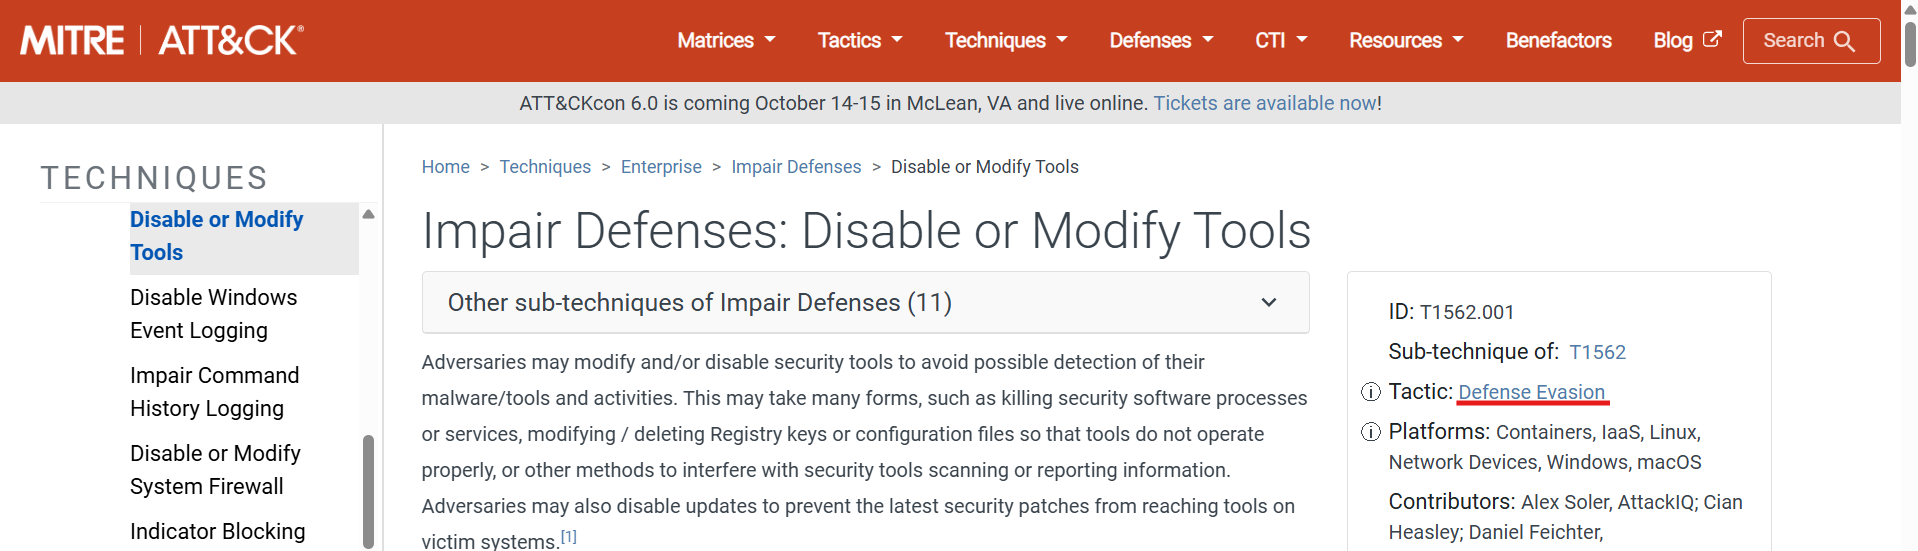 MITRE | ATT&CK®
Matrices
Tactics
Techniques
Defenses
CTI
Resources
Benefactors
Blog
Search
ATT&CKcon 6.0 is coming October 14-15 in McLean, VA and live online. Tickets are available now!
TECHNIQUES
Disable or Modify
Tools
Disable Windows
Event Logging
Impair Command
History Logging
Disable or Modify
System Firewall
Indicator Blocking
Home > Techniques > Enterprise > Impair Defenses > Disable or Modify Tools
Impair Defenses: Disable or Modify Tools
Other sub-techniques of Impair Defenses (11)
Adversaries may modify and/or disable security tools to avoid possible detection of their
malware/tools and activities. This may take many forms, such as killing security software processes
or services, modifying / deleting Registry keys or configuration files so that tools do not operate
properly, or other methods to interfere with security tools scanning or reporting information.
Adversaries may also disable updates to prevent the latest security patches from reaching tools on
victim systems.[1]
ID: T1562.001
Sub-technique of: T1562
Tactic: Defense Evasion
Platforms: Containers, IaaS, Linux,
Network Devices, Windows, macOS
Contributors: Alex Soler, AttackIQ; Cian
Heasley; Daniel Feichter,